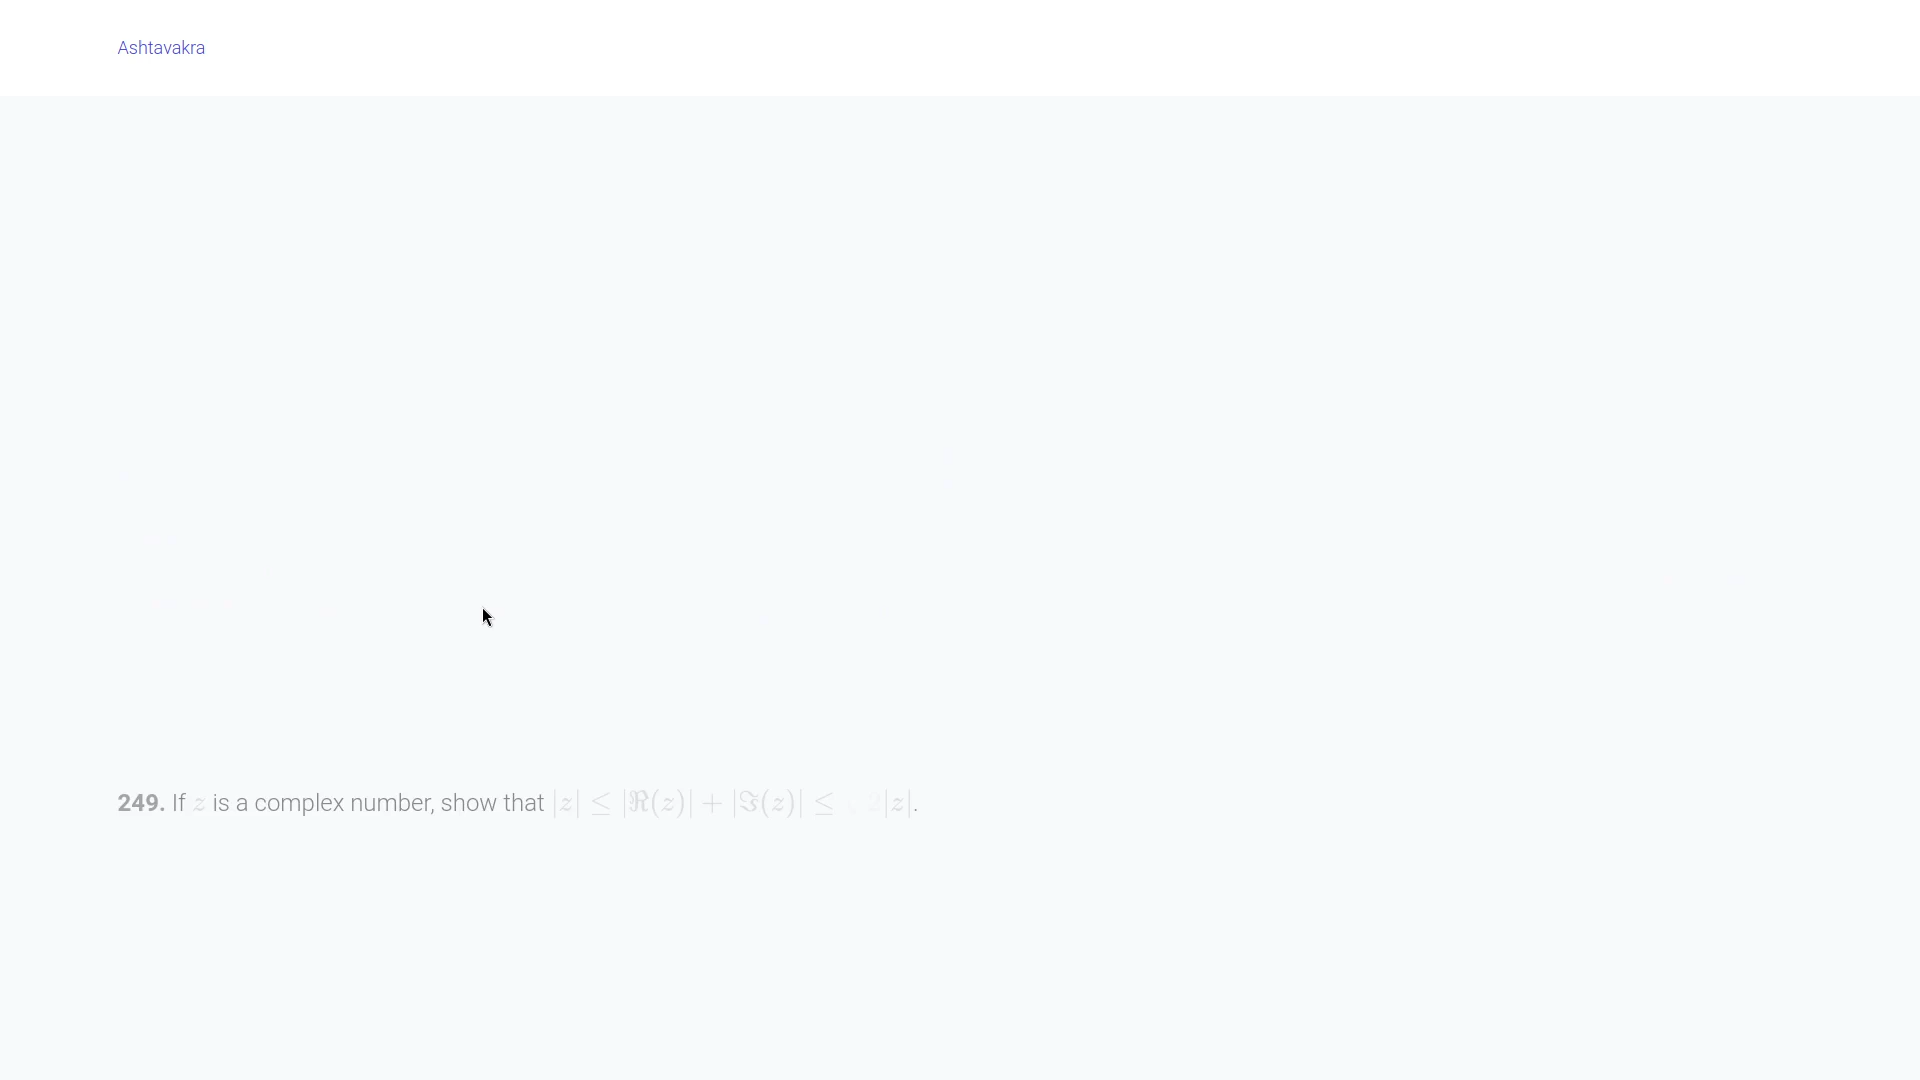 Ashtavakra
249. If z is a complex number, show that |z| ≤ |ℜ(z)| + |ℑ(z)| ≤ 2|z|.